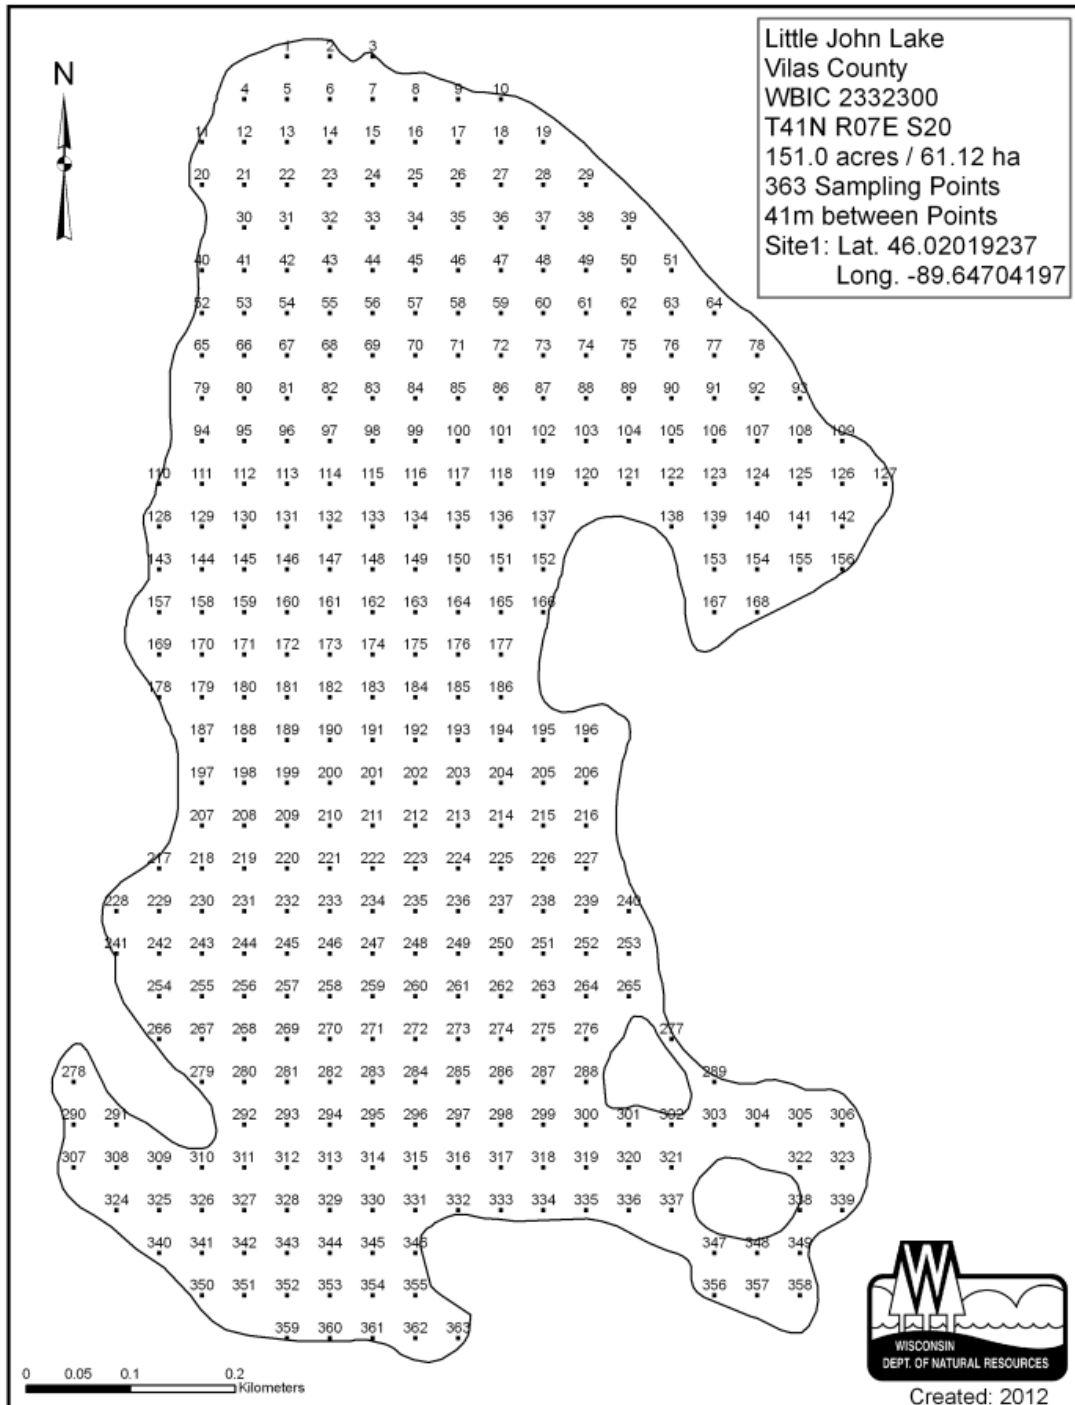 Little John Lake
Vilas County
WBIC 2332300
T41N R07E S20
151.0 acres / 61.12 ha
363 Sampling Points
41m between Points
Site1: Lat. 46.02019237
Long. -89.64704197
N
1 2 3
4 5 6 7 8 9 10
11 12 13 14 15 16 17 18 19
20 21 22 23 24 25 26 27 28 29
30 31 32 33 34 35 36 37 38 39
40 41 42 43 44 45 46 47 48 49 50 51
52 53 54 55 56 57 58 59 60 61 62 63 64
65 66 67 68 69 70 71 72 73 74 75 76 77 78
79 80 81 82 83 84 85 86 87 88 89 90 91 92 93
94 95 96 97 98 99 100 101 102 103 104 105 106 107 108 109
110 111 112 113 114 115 116 117 118 119 120 121 122 123 124 125 126 127
128 129 130 131 132 133 134 135 136 137 138 139 140 141 142
143 144 145 146 147 148 149 150 151 152 153 154 155 156
157 158 159 160 161 162 163 164 165 166 167 168
169 170 171 172 173 174 175 176 177
178 179 180 181 182 183 184 185 186
187 188 189 190 191 192 193 194 195 196
197 198 199 200 201 202 203 204 205 206
207 208 209 210 211 212 213 214 215 216
217 218 219 220 221 222 223 224 225 226 227
228 229 230 231 232 233 234 235 236 237 238 239 240
241 242 243 244 245 246 247 248 249 250 251 252 253
254 255 256 257 258 259 260 261 262 263 264 265
266 267 268 269 270 271 272 273 274 275 276 277
278 279 280 281 282 283 284 285 286 287 288 289
290 291 292 293 294 295 296 297 298 299 300 301 302 303 304 305 306
307 308 309 310 311 312 313 314 315 316 317 318 319 320 321 322 323
324 325 326 327 328 329 330 331 332 333 334 335 336 337 338 339
340 341 342 343 344 345 346 347 348 349
350 351 352 353 354 355 356 357 358
359 360 361 362 363
0 0.05 0.1 0.2
Kilometers
W
WISCONSIN
DEPT. OF NATURAL RESOURCES
Created: 2012